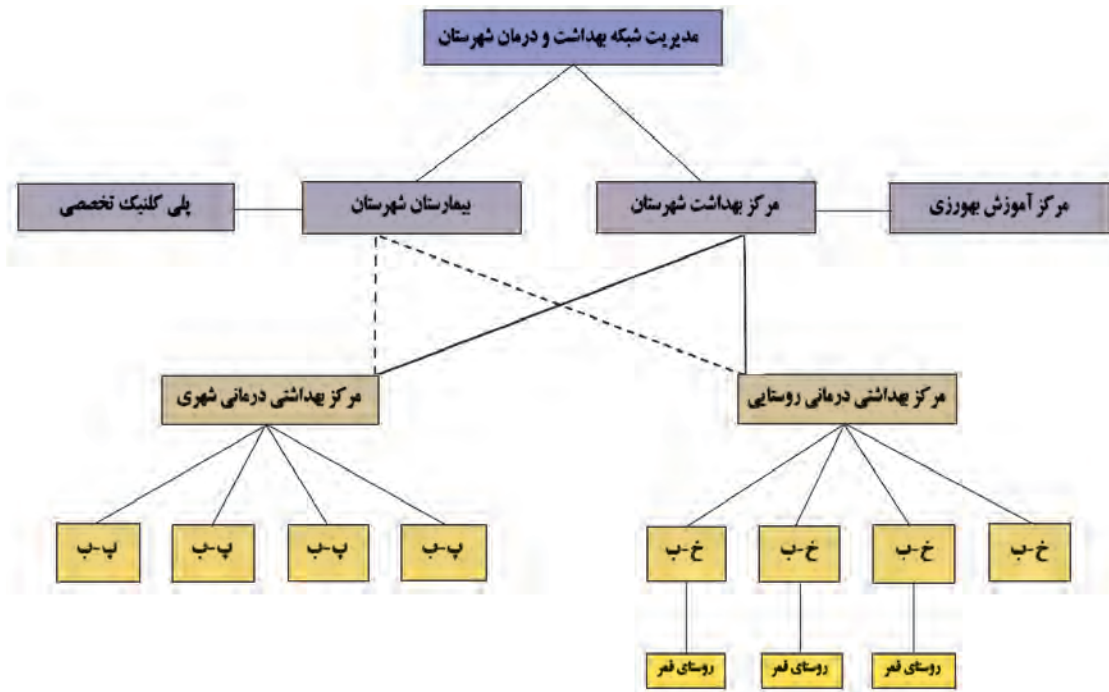 مدیریت شبکه بهداشت و درمان شهرستان
مرکز آموزش بهورزی
مرکز بهداشت شهرستان
بیمارستان شهرستان
پلی کلنیک تخصصی
مرکز بهداشتی درمانی روستایی
مرکز بهداشتی درمانی شهری
خ-ب
خ-ب
خ-ب
خ-ب
پ-ب
پ-ب
پ-ب
پ-ب
روستای قمر
روستای قمر
روستای قمر